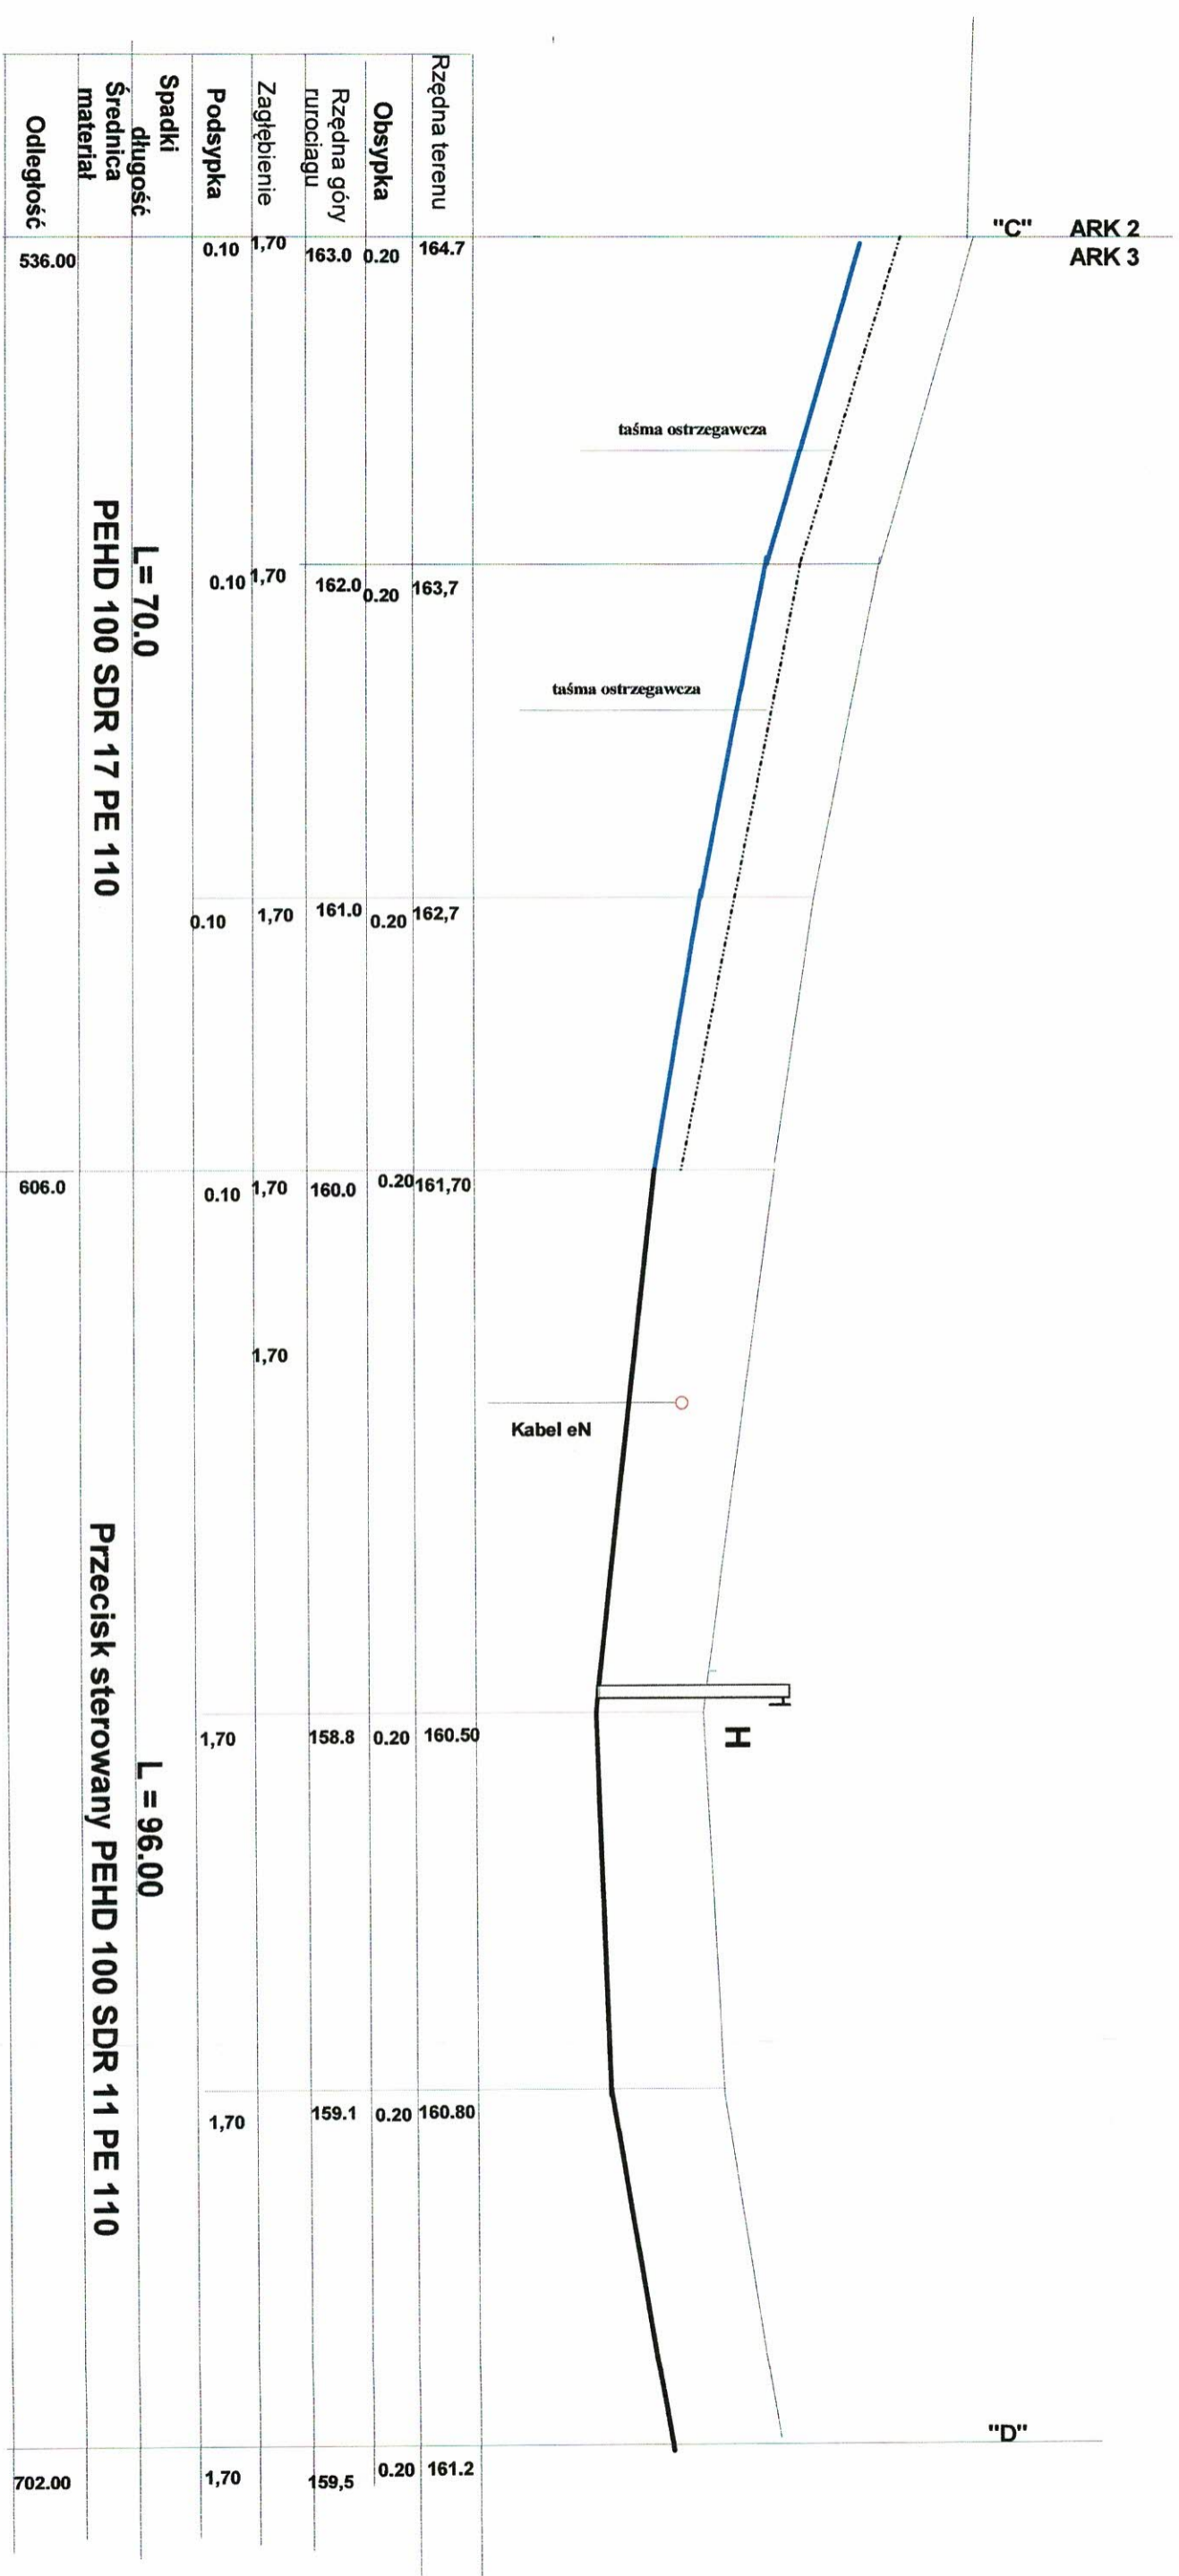 "C"
ARK 2
ARK 3
taśma ostrzegawcza
taśma ostrzegawcza
Kabel eN
H
"D"
Rzędna terenu
164.7
163,7
162,7
161,70
160.50
160.80
161.2
Obsypka
0.20
0.20
0.20
0.20
0.20
0.20
0.20
Rzędna góry
rurociągu
163.0
162.0
161.0
160.0
158.8
159.1
159,5
Zagłębienie
1,70
1,70
1,70
1,70
1,70
Podsypka
0.10
0.10
0.10
0.10
1,70
1,70
1,70
Spadki
długość
L= 70.0
L = 96.00
Średnica
materiał
PEHD 100 SDR 17 PE 110
Przecisk sterowany PEHD 100 SDR 11 PE 110
Odległość
536.00
606.0
702.00